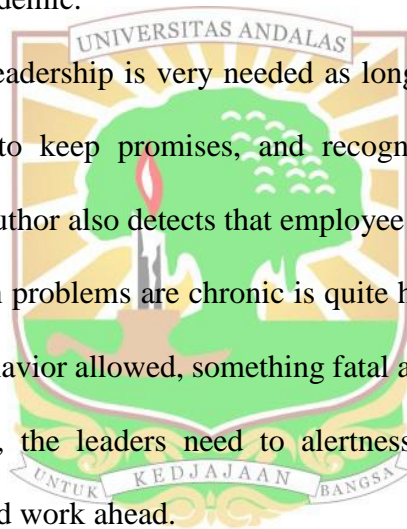 demic.
UNIVERSITAS ANDALAS
eadership is very needed as long
to keep promises, and recogn
uthor also detects that employee
problems are chronic is quite h
avior allowed, something fatal a
, the leaders need to alertness
UNTUK KEDJAJAAN BANGSA
d work ahead.